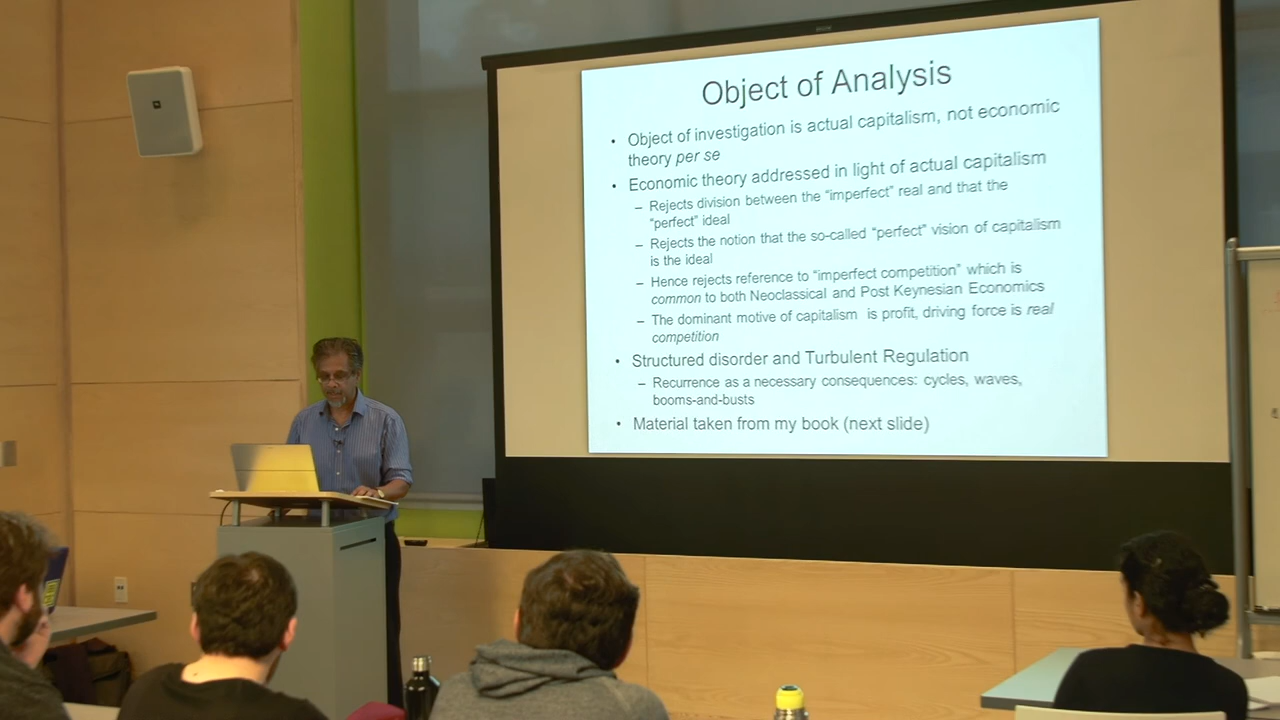 Object of Analysis
• Object of investigation is actual capitalism, not economic
theory per se
• Economic theory addressed in light of actual capitalism
– Rejects division between the “imperfect” real and that the
“perfect” ideal
– Rejects the notion that the so-called “perfect” vision of capitalism
is the ideal
– Hence rejects reference to “imperfect competition” which is
common to both Neoclassical and Post Keynesian Economics
– The dominant motive of capitalism is profit, driving force is real
competition
• Structured disorder and Turbulent Regulation
– Recurrence as a necessary consequences: cycles, waves,
booms-and-busts
• Material taken from my book (next slide)